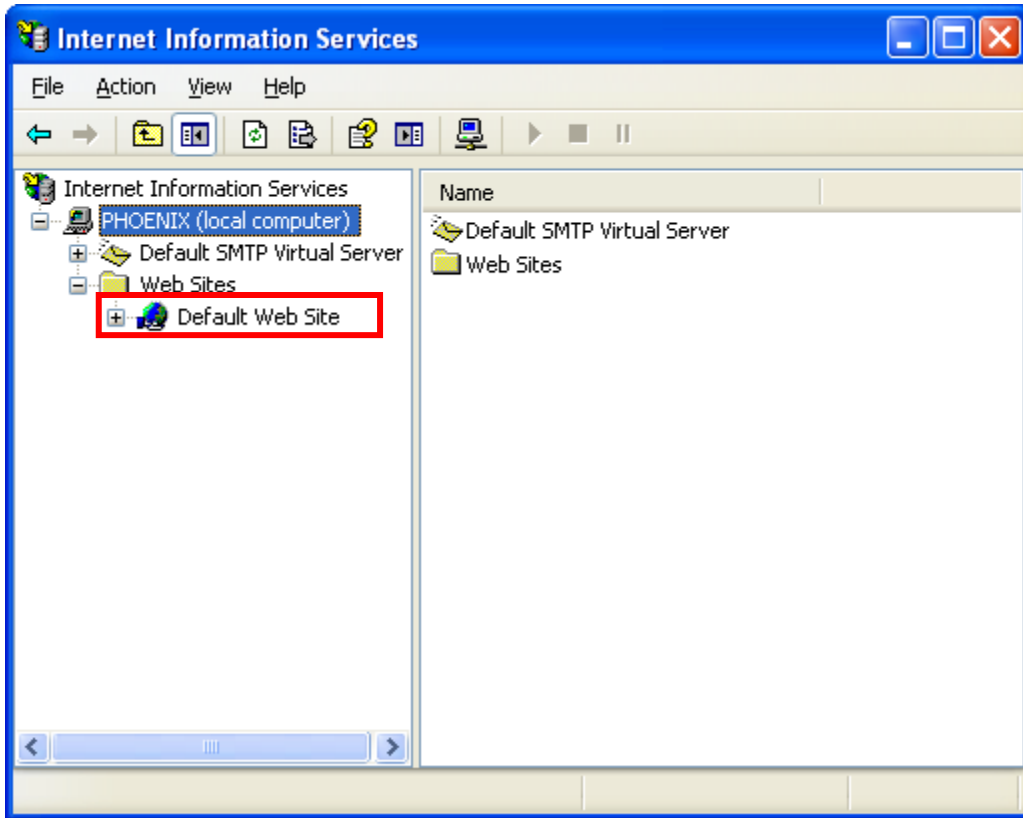 Internet Information Services
File Action View Help
Internet Information Services
PHOENIX (local computer)
Default SMTP Virtual Server
Web Sites
Default Web Site
Name
Default SMTP Virtual Server
Web Sites